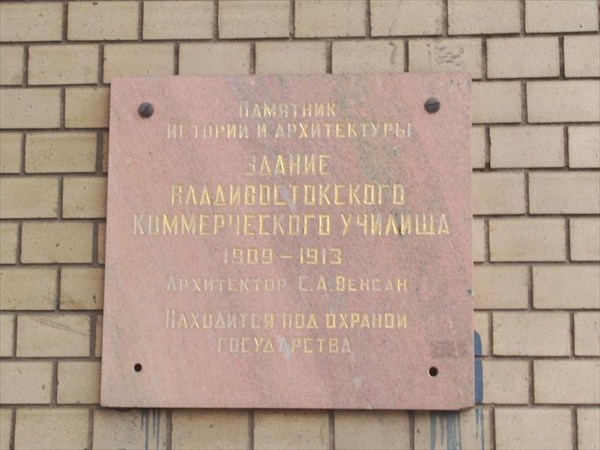 Памятник
истории и архитектуры
Здание
Владивостокского
коммерческого училища
1909 – 1913
Архитектор С.А.Венсан
Находится под охраной
государства